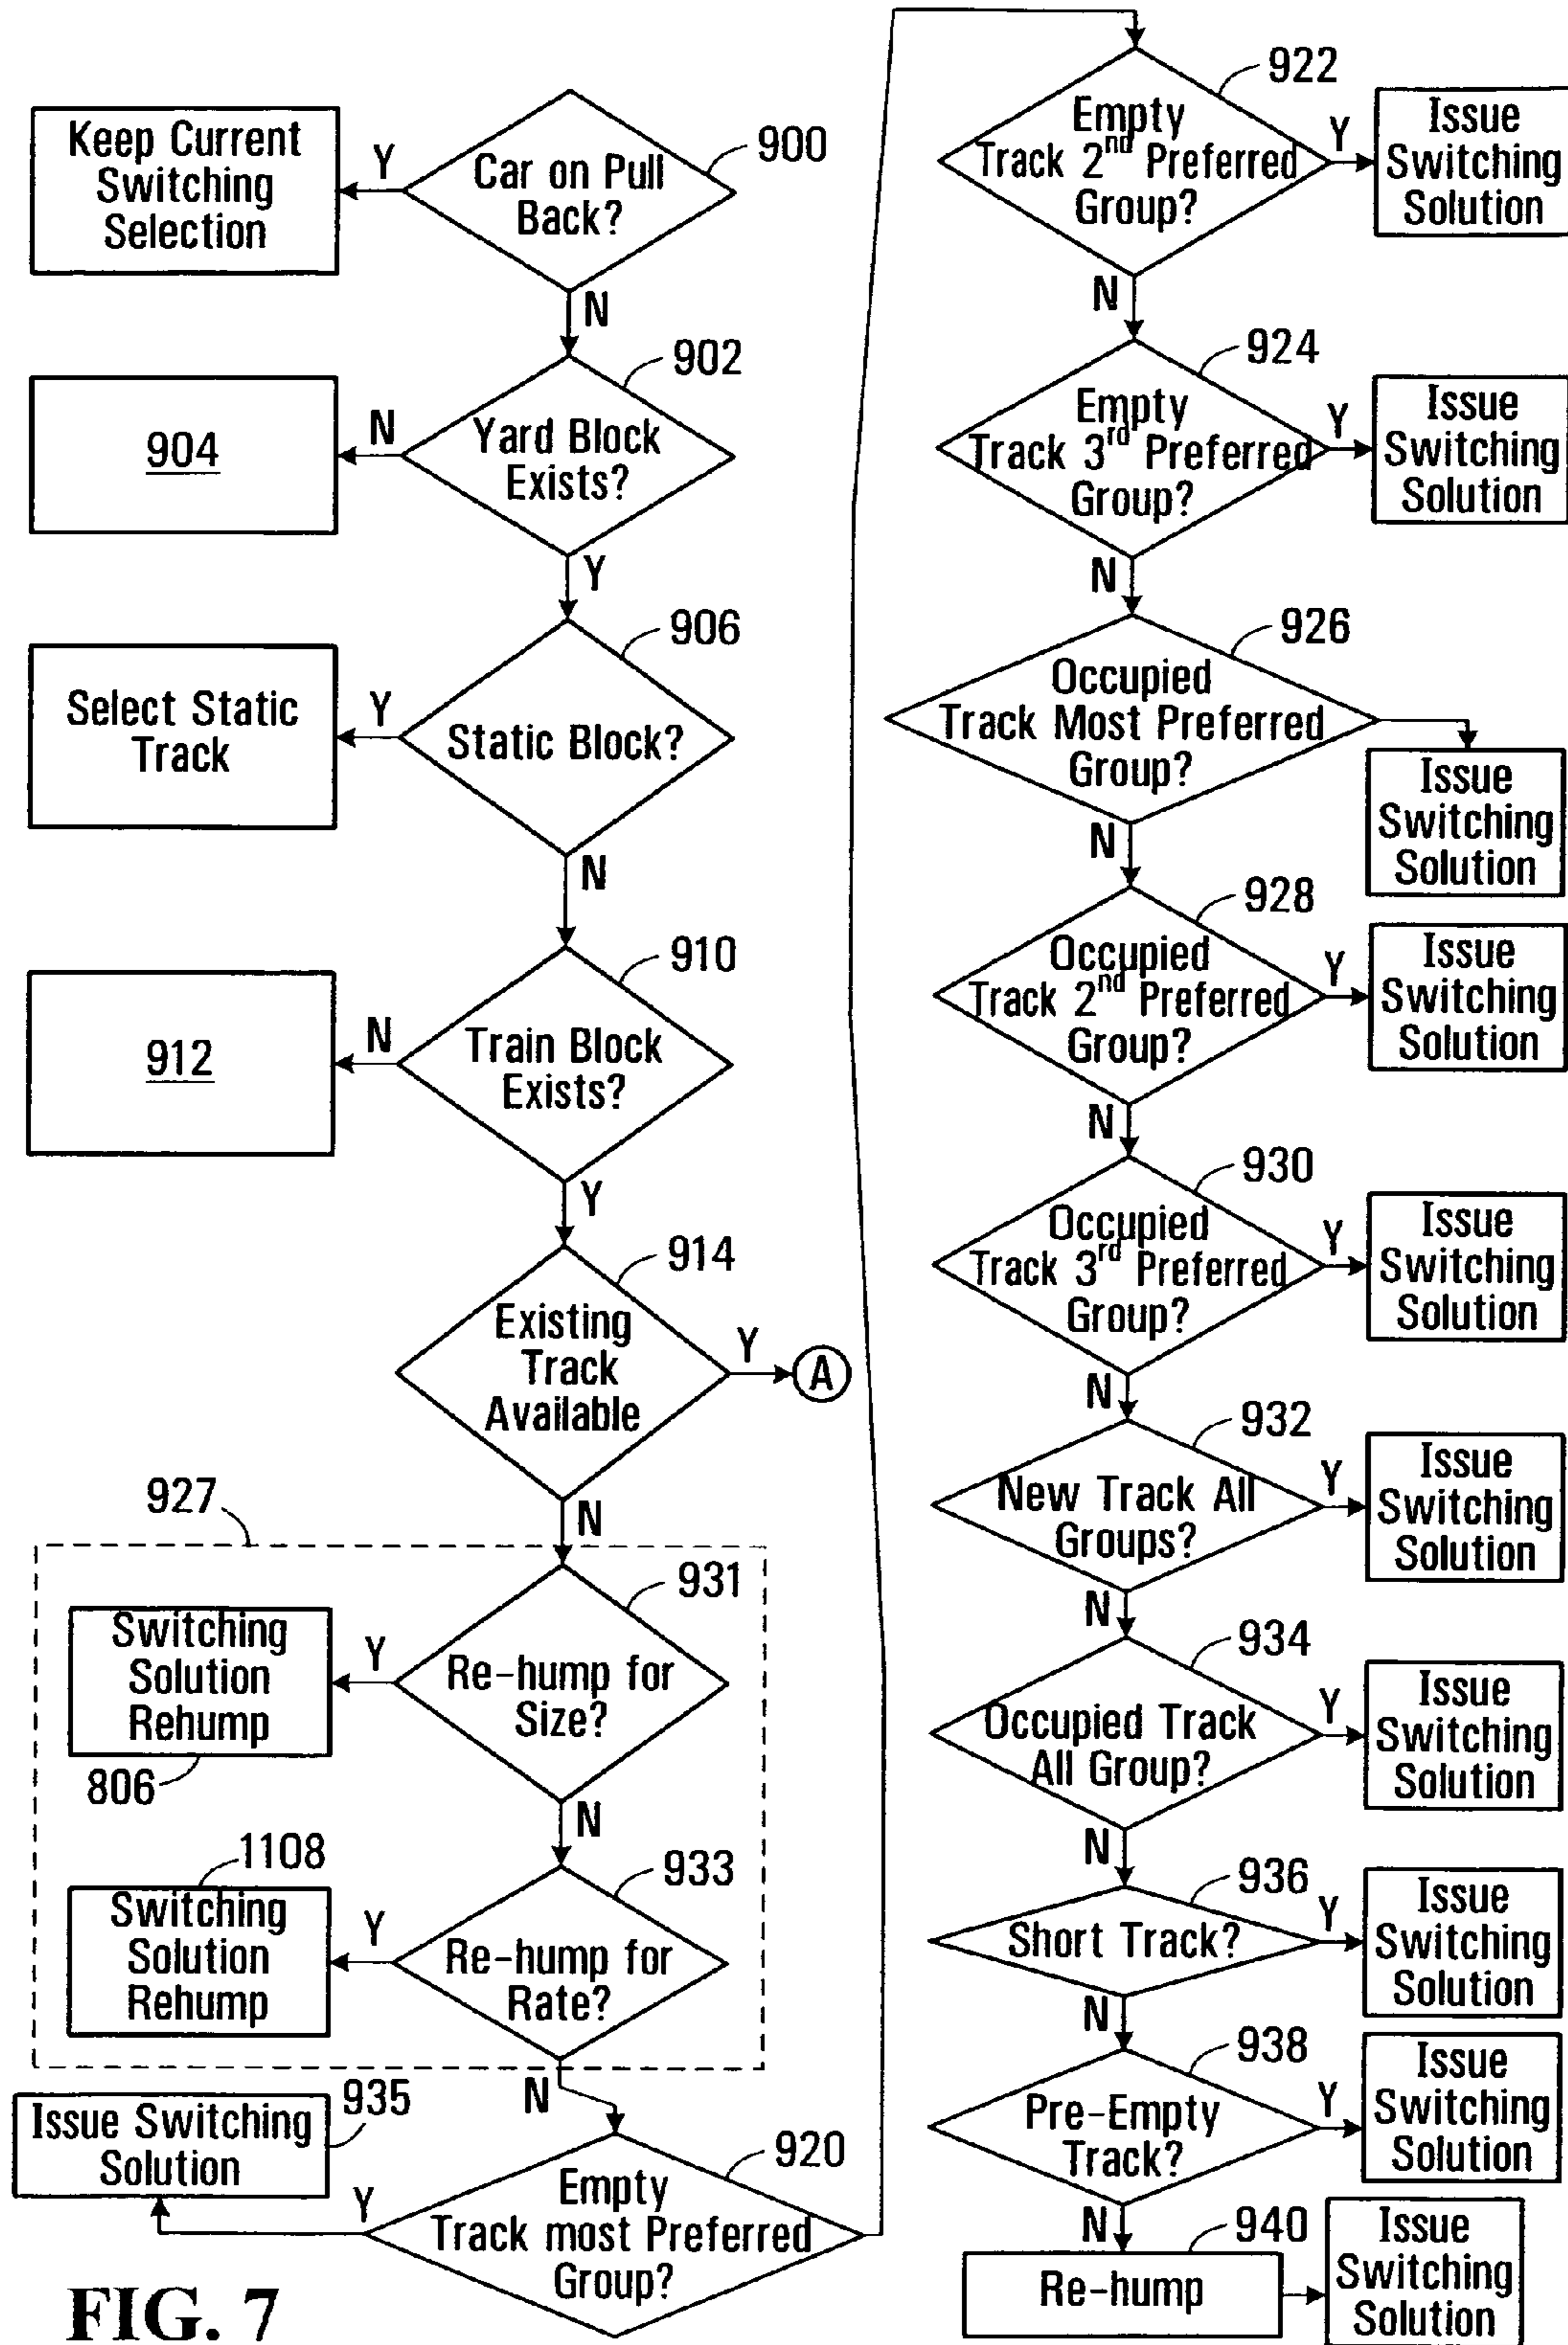 Keep Current
Switching
Selection
Y
Car on Pull
Back?
900
N
902
904
N
Yard Block
Exists?
Y
906
Select Static
Track
Y
Static Block?
N
910
912
N
Train Block
Exists?
Y
914
Existing
Track
Available
Y
A
N
927
931
Switching
Solution
Rehump
806
Y
Re-hump for
Size?
N
933
1108
Switching
Solution
Rehump
Y
Re-hump for
Rate?
N
935
Issue Switching
Solution
Y
920
Empty
Track most Preferred
Group?
922
Empty
Track 2nd Preferred
Group?
Y
Issue
Switching
Solution
N
924
Empty
Track 3rd Preferred
Group?
Y
Issue
Switching
Solution
N
926
Occupied
Track Most Preferred
Group?
Issue
Switching
Solution
N
928
Occupied
Track 2nd Preferred
Group?
Y
Issue
Switching
Solution
N
930
Occupied
Track 3rd Preferred
Group?
Y
Issue
Switching
Solution
N
932
New Track All
Groups?
Y
Issue
Switching
Solution
N
934
Occupied Track
All Group?
Y
Issue
Switching
Solution
N
936
Short Track?
Y
Issue
Switching
Solution
N
938
Pre-Empty
Track?
Y
Issue
Switching
Solution
N
940
Re-hump
Issue
Switching
Solution
FIG. 7